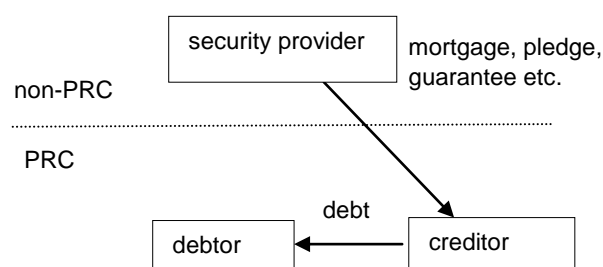 security provider
mortgage, pledge,
guarantee etc.
non-PRC
PRC
debt
debtor
creditor